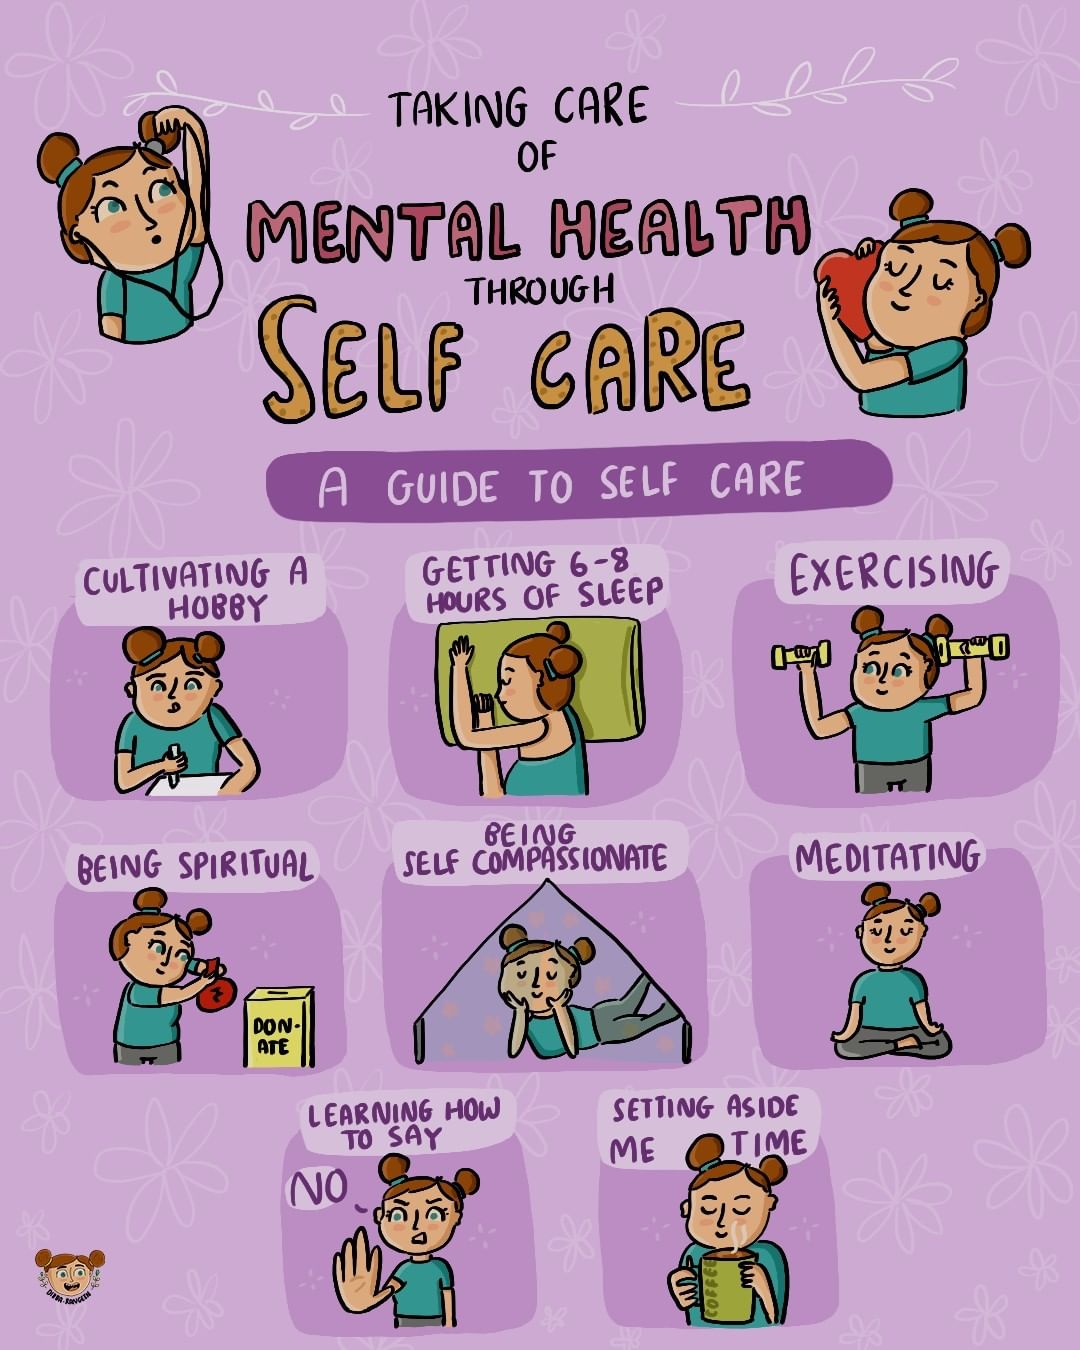 TAKING CARE
OF
MENTAL HEALTH
THROUGH
SELF CARE
A GUIDE TO SELF CARE
CULTIVATING A
HOBBY
GETTING 6-8
HOURS OF SLEEP
EXERCISING
BEING SPIRITUAL
DON-
ATE
BEING
SELF COMPASSIONATE
MEDITATING
LEARNING HOW
TO SAY
NO
SETTING ASIDE
ME TIME
COFFEE